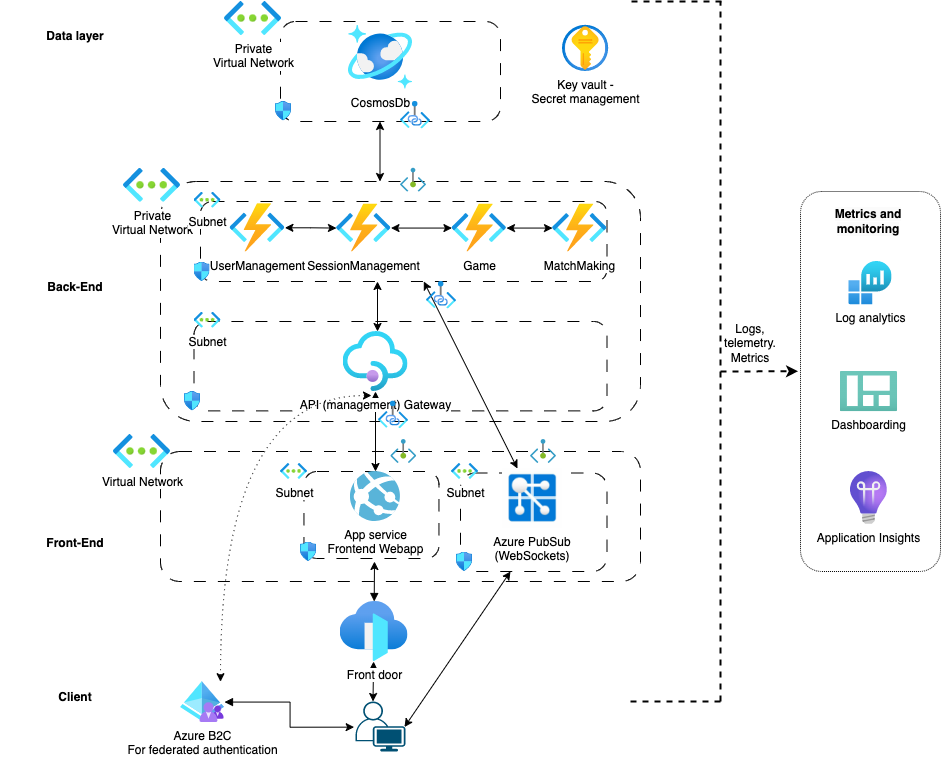 Data layer
Private
Virtual Network
CosmosDb
Key vault -
Secret management
Private
Virtual Network
Subnet
UserManagement
SessionManagement
Game
MatchMaking
Back-End
Subnet
API (management) Gateway
Virtual Network
Subnet
App service
Frontend Webapp
Subnet
Azure PubSub
(WebSockets)
Front-End
Front door
Client
Azure B2C
For federated authentication
Logs,
telemetry.
Metrics
Metrics and
monitoring
Log analytics
Dashboarding
Application Insights